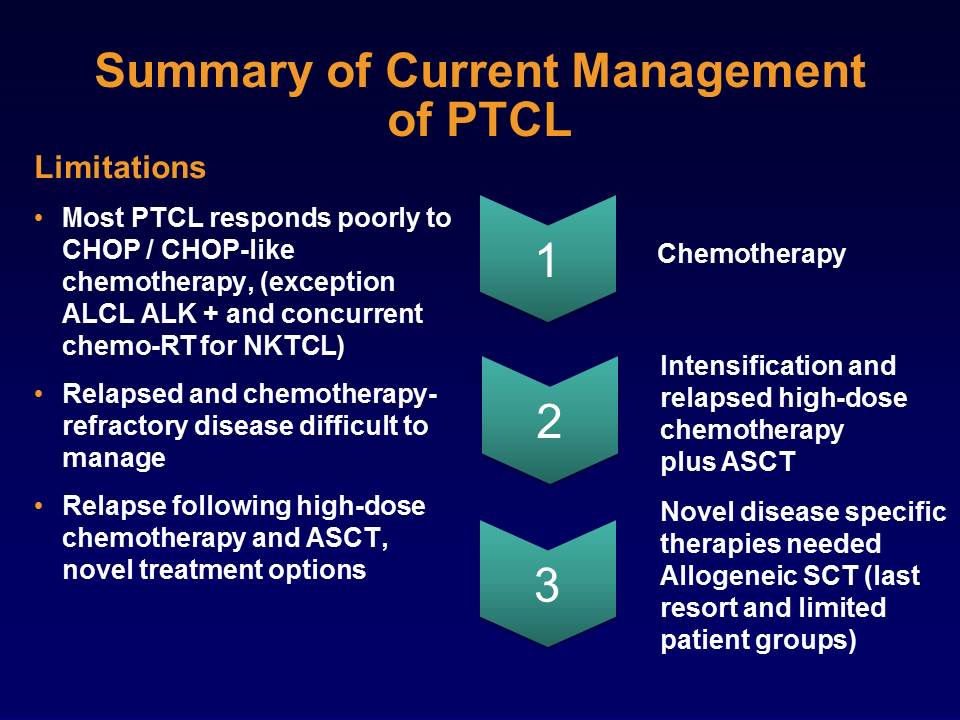 Summary of Current Management
of PTCL
Limitations
• Most PTCL responds poorly to
CHOP / CHOP-like
chemotherapy, (exception
ALCL ALK + and concurrent
chemo-RT for NKTCL)
• Relapsed and chemotherapy-
refractory disease difficult to
manage
• Relapse following high-dose
chemotherapy and ASCT,
novel treatment options
1
Chemotherapy
2
Intensification and
relapsed high-dose
chemotherapy
plus ASCT
3
Novel disease specific
therapies needed
Allogeneic SCT (last
resort and limited
patient groups)